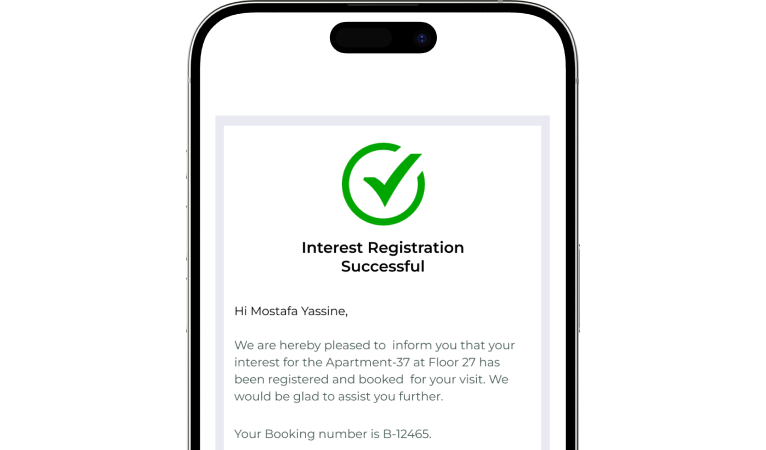 Interest Registration
Successful
Hi Mostafa Yassine,
We are hereby pleased to  inform you that your
interest for the Apartment-37 at Floor 27 has
been registered and booked  for your visit. We
would be glad to assist you further.
Your Booking number is B-12465.